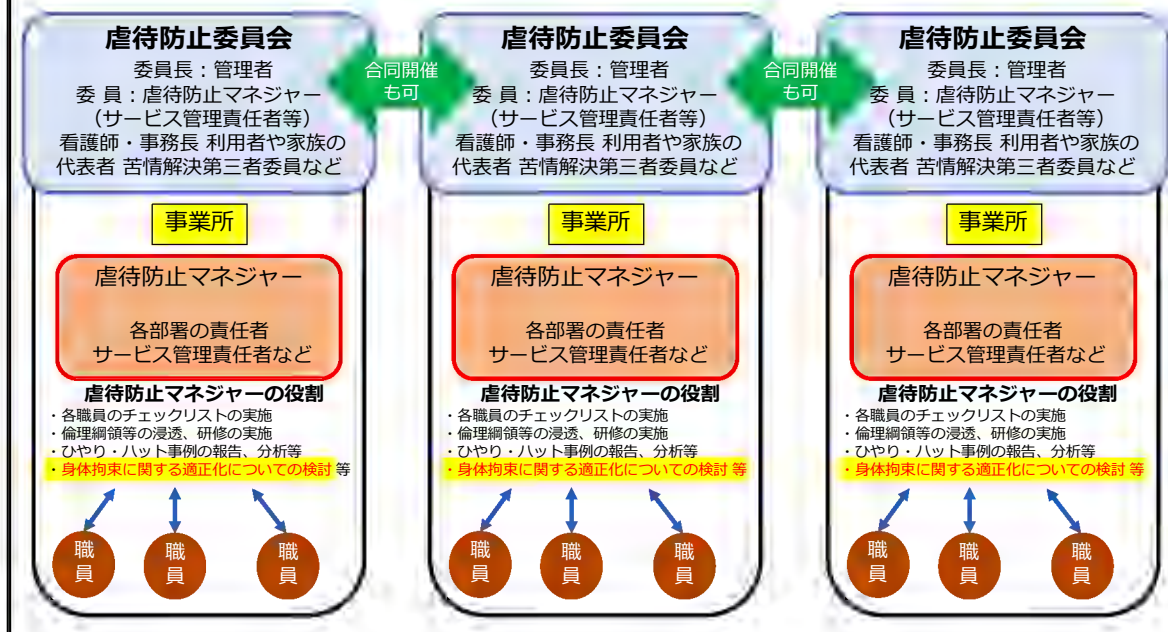 虐待防止委員会
委員長：管理者
委 員：虐待防止マネジャー
（サービス管理責任者等）
看護師・事務長 利用者や家族の
代表者 苦情解決第三者委員など
合同開催
も可
虐待防止委員会
委員長：管理者
委 員：虐待防止マネジャー
（サービス管理責任者等）
看護師・事務長 利用者や家族の
代表者 苦情解決第三者委員など
合同開催
も可
虐待防止委員会
委員長：管理者
委 員：虐待防止マネジャー
（サービス管理責任者等）
看護師・事務長 利用者や家族の
代表者 苦情解決第三者委員など
事業所
虐待防止マネジャー
各部署の責任者
サービス管理責任者など
虐待防止マネジャーの役割
・各職員のチェックリストの実施
・倫理綱領等の浸透、研修の実施
・ひやり・ハット事例の報告、分析等
・身体拘束に関する適正化についての検討 等
職
員
職
員
職
員
事業所
虐待防止マネジャー
各部署の責任者
サービス管理責任者など
虐待防止マネジャーの役割
・各職員のチェックリストの実施
・倫理綱領等の浸透、研修の実施
・ひやり・ハット事例の報告、分析等
・身体拘束に関する適正化についての検討 等
職
員
職
員
職
員
事業所
虐待防止マネジャー
各部署の責任者
サービス管理責任者など
虐待防止マネジャーの役割
・各職員のチェックリストの実施
・倫理綱領等の浸透、研修の実施
・ひやり・ハット事例の報告、分析等
・身体拘束に関する適正化についての検討 等
職
員
職
員
職
員